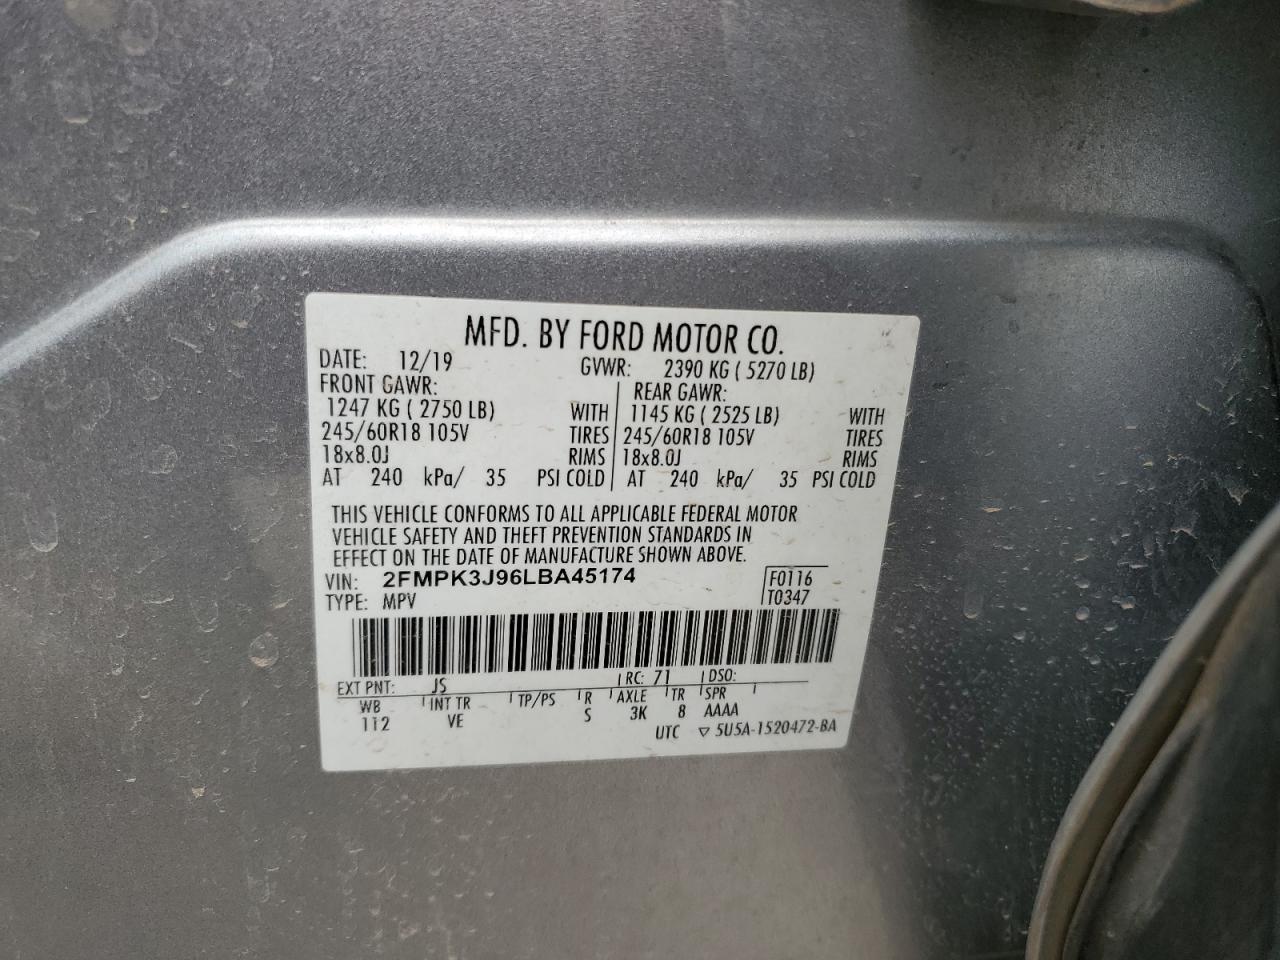 MFD. BY FORD MOTOR CO.
DATE: 12/19 GVWR: 2390 KG ( 5270 LB)
FRONT GAWR: REAR GAWR:
1247 KG ( 2750 LB) WITH 1145 KG ( 2525 LB) WITH
245/60R18 105V TIRES 245/60R18 105V TIRES
18x8.0J RIMS 18x8.0J RIMS
AT 240 kPa/ 35 PSI COLD AT 240 kPa/ 35 PSI COLD
THIS VEHICLE CONFORMS TO ALL APPLICABLE FEDERAL MOTOR
VEHICLE SAFETY AND THEFT PREVENTION STANDARDS IN
EFFECT ON THE DATE OF MANUFACTURE SHOWN ABOVE.
VIN: 2FMPK3J96LBA45174 F0116
TYPE: MPV T0347
EXT PNT: JS RC: 71 DSO:
WB INT TR TP/PS R AXLE TR SPR
112 VE S 3K 8 AAAA
UTC ▽ 5U5A-1520472-BA